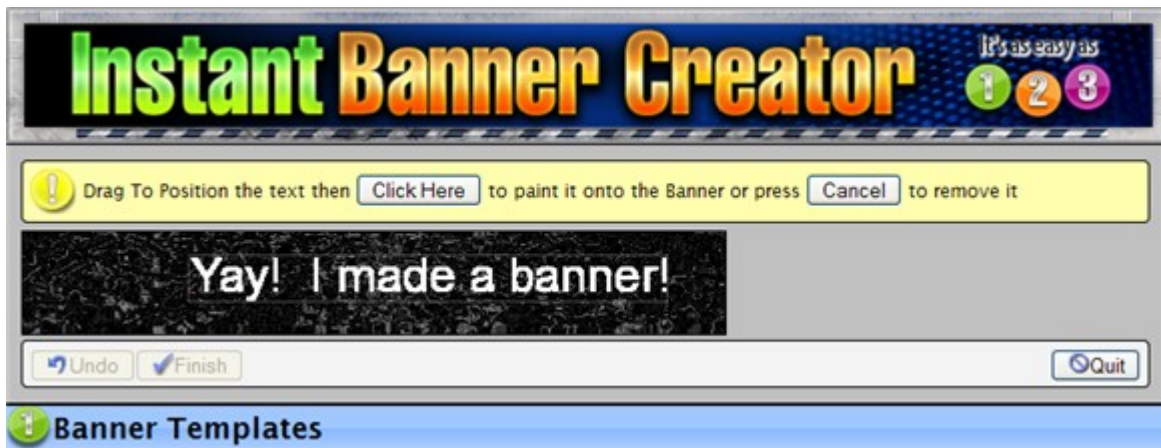 Instant Banner Creator
It's as easy as
1 2 3
Drag To Position the text then Click Here to paint it onto the Banner or press Cancel to remove it
Yay! I made a banner!
Undo Finish Quit
1 Banner Templates